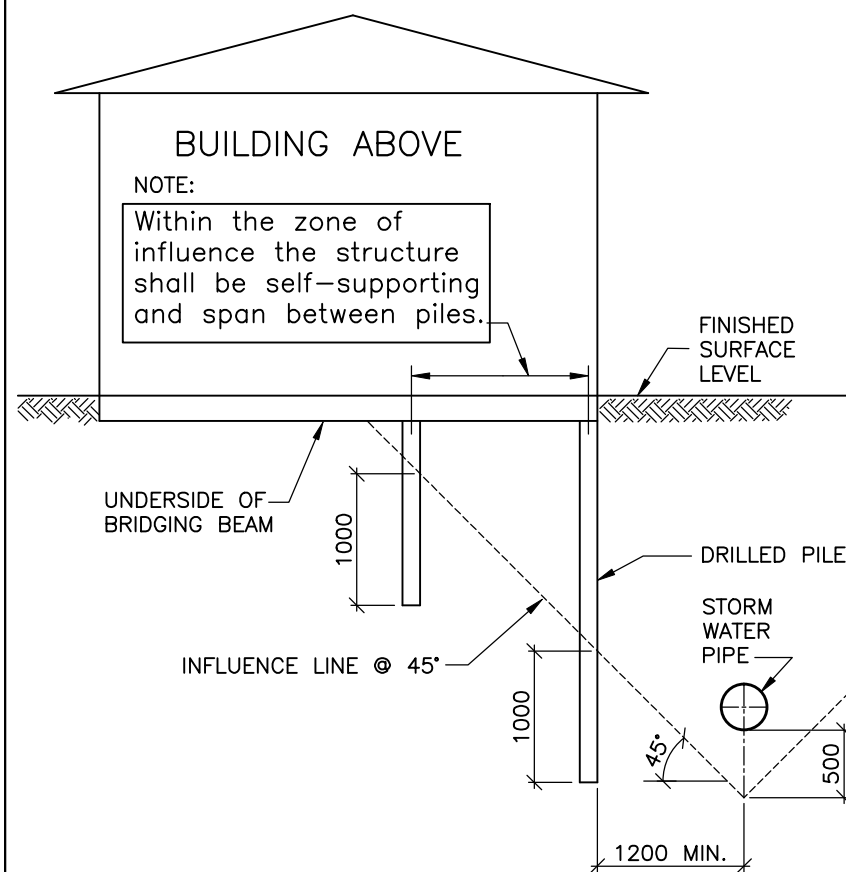 BUILDING ABOVE
NOTE:
Within the zone of
influence the structure
shall be self-supporting
and span between piles.
FINISHED
SURFACE
LEVEL
UNDERSIDE OF
BRIDGING BEAM
1000
DRILLED PILE
STORM
WATER
PIPE
INFLUENCE LINE @ 45°
1000
45°
500
1200 MIN.